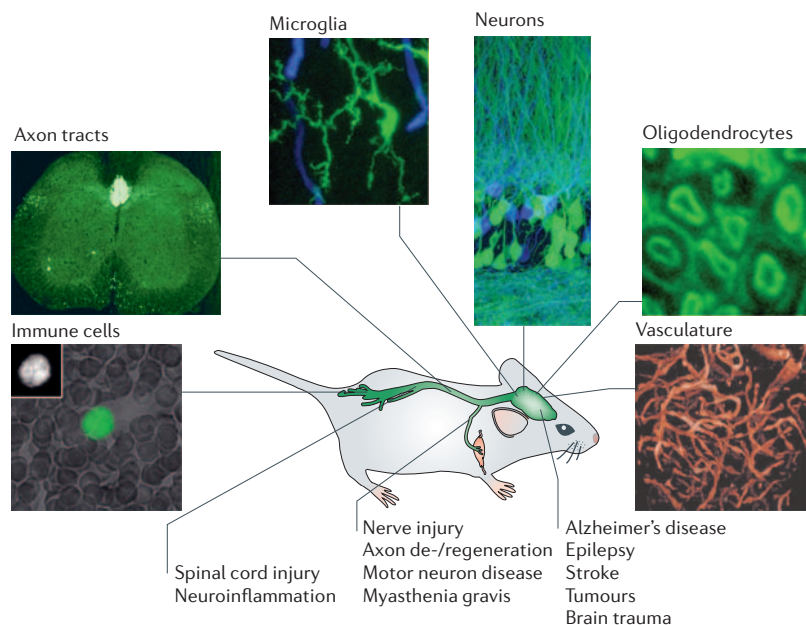 Microglia
Neurons
Axon tracts
Oligodendrocytes
Immune cells
Vasculature
Spinal cord injury
Neuroinflammation
Nerve injury
Axon de-/regeneration
Motor neuron disease
Myasthenia gravis
Alzheimer's disease
Epilepsy
Stroke
Tumours
Brain trauma